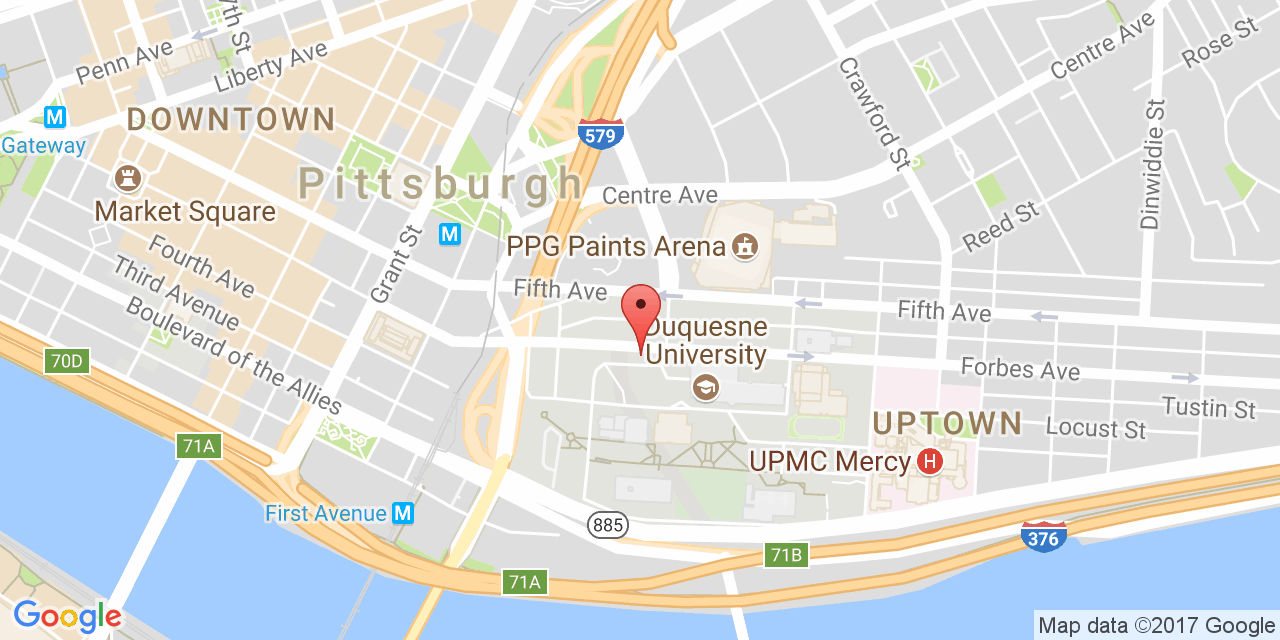 7th St
Penn Ave
Liberty Ave
Centre Ave
Rose St
Crawford St
M
Gateway
DOWNTOWN
579
Dinwiddie St
Pittsburgh
Centre Ave
Market Square
M
Reed St
PPG Paints Arena
Grant St
Fourth Ave
Third Avenue
Boulevard of the Allies
Fifth Ave
Fifth Ave
Duquesne
University
70D
Forbes Ave
Tustin St
UPTOWN
Locust St
71A
UPMC Mercy
H
First Avenue
M
885
376
71B
71A
Google
Map data ©2017 Google